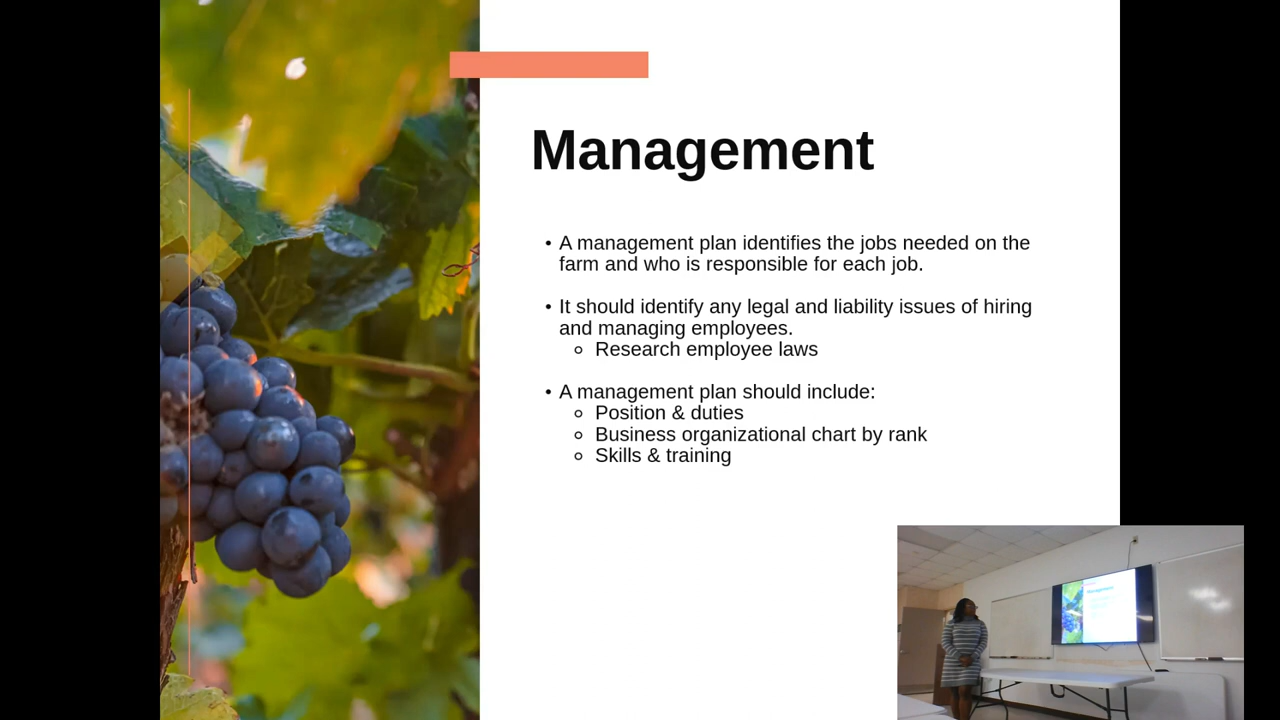 Management
• A management plan identifies the jobs needed on the
farm and who is responsible for each job.
• It should identify any legal and liability issues of hiring
and managing employees.
○ Research employee laws
• A management plan should include:
○ Position & duties
○ Business organizational chart by rank
○ Skills & training